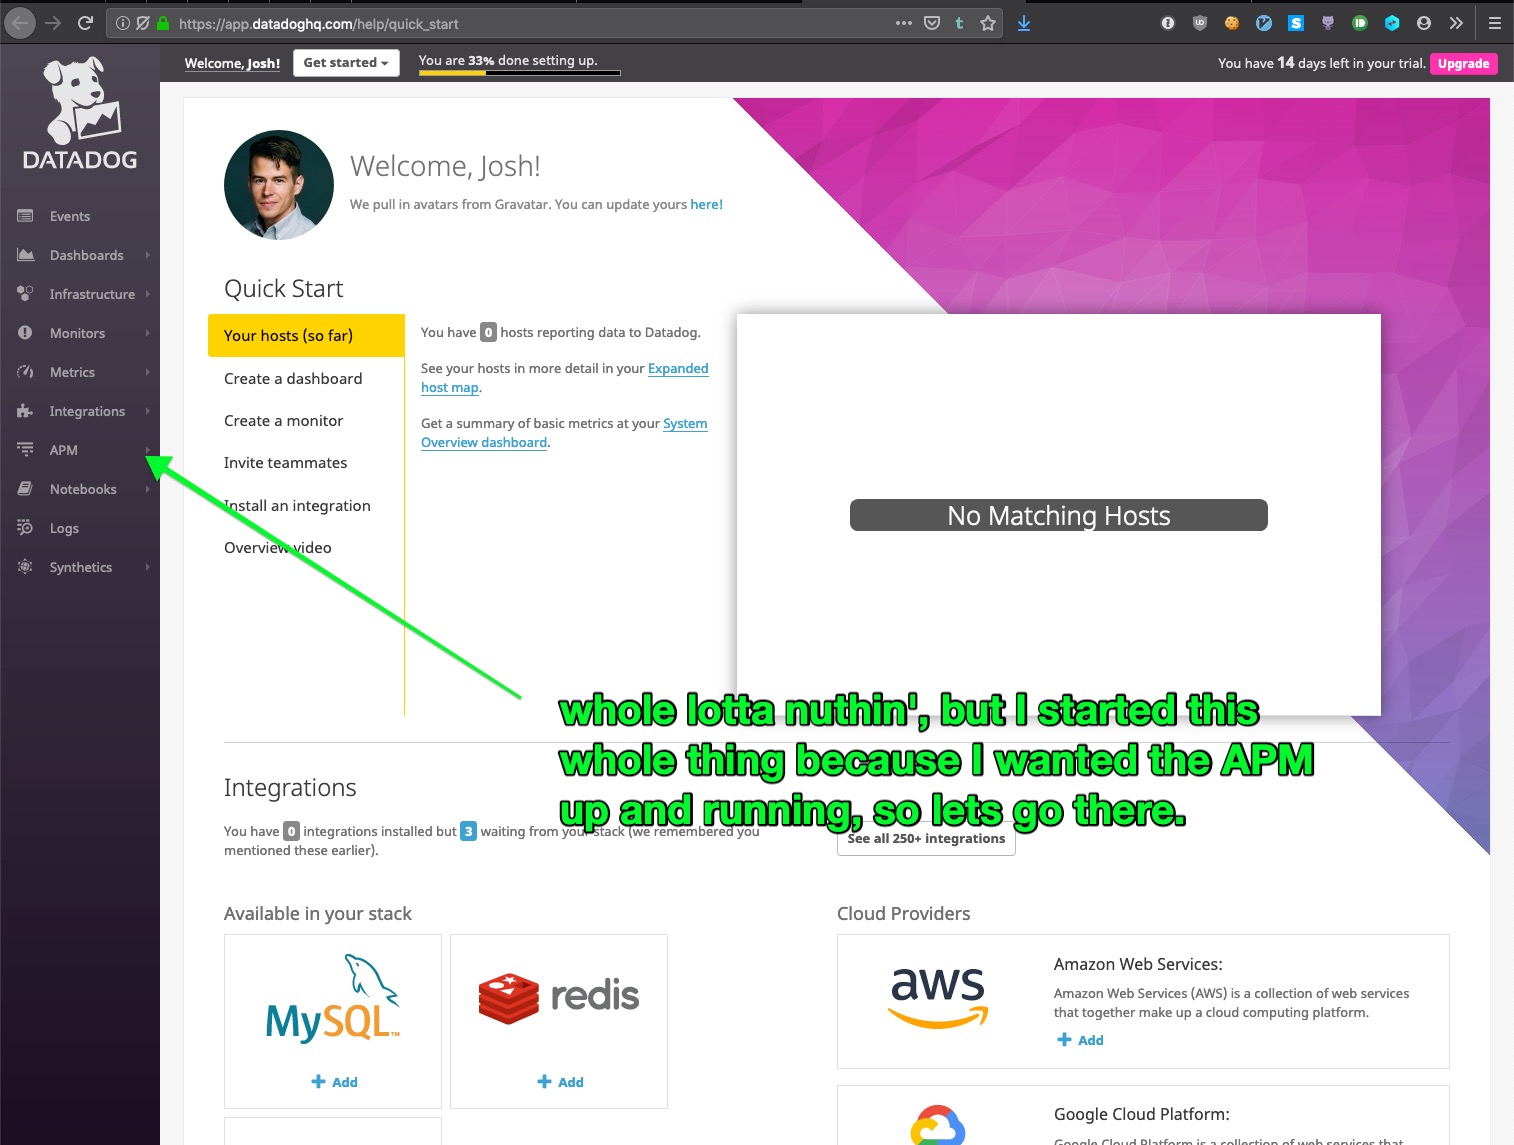 https://app.datadoghq.com/help/quick_start
Welcome, Josh!
Get started
You are 33% done setting up.
You have 14 days left in your trial.
Upgrade
DATADOG
Events
Dashboards
Infrastructure
Monitors
Metrics
Integrations
APM
Notebooks
Logs
Synthetics
Welcome, Josh!
We pull in avatars from Gravatar. You can update yours here!
Quick Start
Your hosts (so far)
Create a dashboard
Create a monitor
Invite teammates
Install an integration
Overview video
You have 0 hosts reporting data to Datadog.
See your hosts in more detail in your Expanded
host map.
Get a summary of basic metrics at your System
Overview dashboard.
No Matching Hosts
whole lotta nuthin', but I started this
whole thing because I wanted the APM
up and running, so lets go there.
Integrations
You have 0 integrations installed but 3 waiting from your stack (we remembered you
mentioned these earlier).
See all 250+ integrations
Available in your stack
MySQL™
Add
redis
Add
Cloud Providers
aws
Amazon Web Services:
Amazon Web Services (AWS) is a collection of web services
that together make up a cloud computing platform.
Add
Google Cloud Platform:
Google Cloud Platform is a collection of web services that